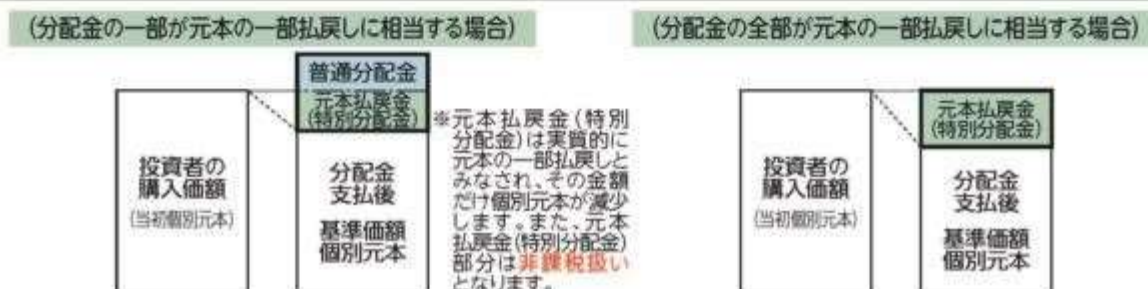 (分配金の一部が元本の一部払戻しに相当する場合)
普通分配金
元本払戻金
(特別分配金)
投資者の
購入価額
(当初個別元本)
分配金
支払後
基準価額
個別元本
※元本払戻金(特別
分配金)は実質的に
元本の一部払戻しと
みなされ、その金額
だけ個別元本が減少
します。また、元本
払戻金(特別分配金)
部分は非課税扱い
となります。
(分配金の全部が元本の一部払戻しに相当する場合)
元本払戻金
(特別分配金)
投資者の
購入価額
(当初個別元本)
分配金
支払後
基準価額
個別元本